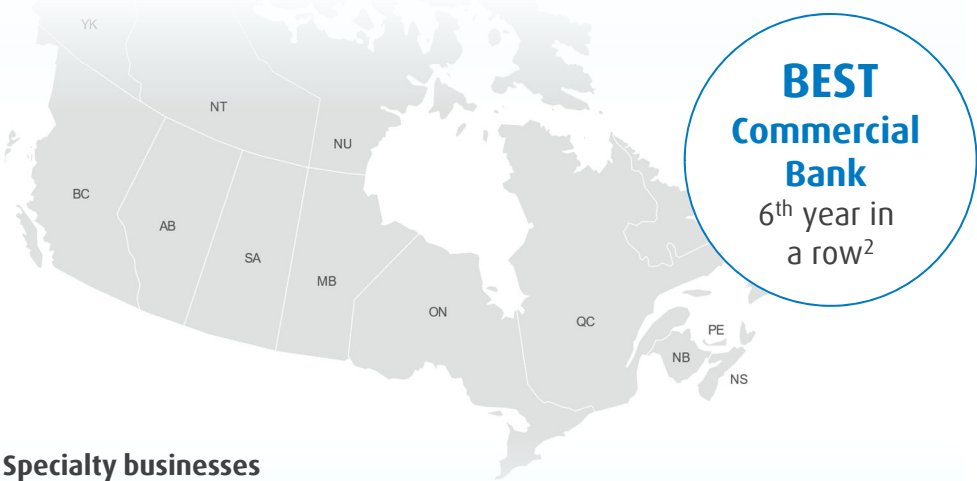 YK
BEST
Commercial
Bank
6th year in
a row2
NT
NU
BC
AB
SA
MB
ON
QC
PE
NB
NS
Specialty businesses